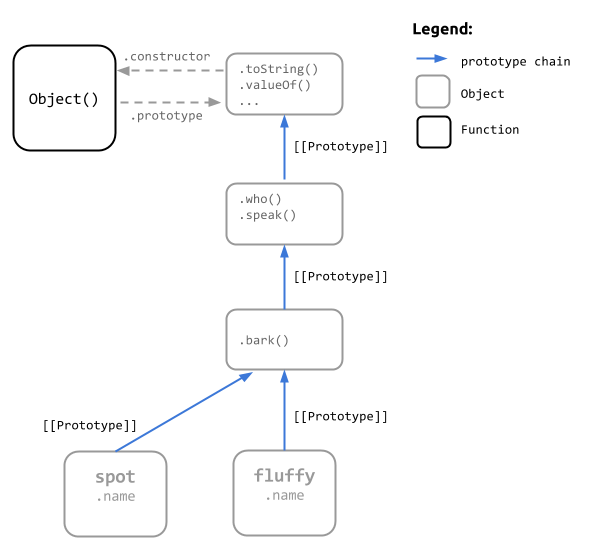 Legend:
prototype chain
Object
Function
.constructor
Object()
.prototype
.toString()
.valueOf()
...
[[Prototype]]
.who()
.speak()
[[Prototype]]
.bark()
[[Prototype]]
[[Prototype]]
spot
.name
fluffy
.name